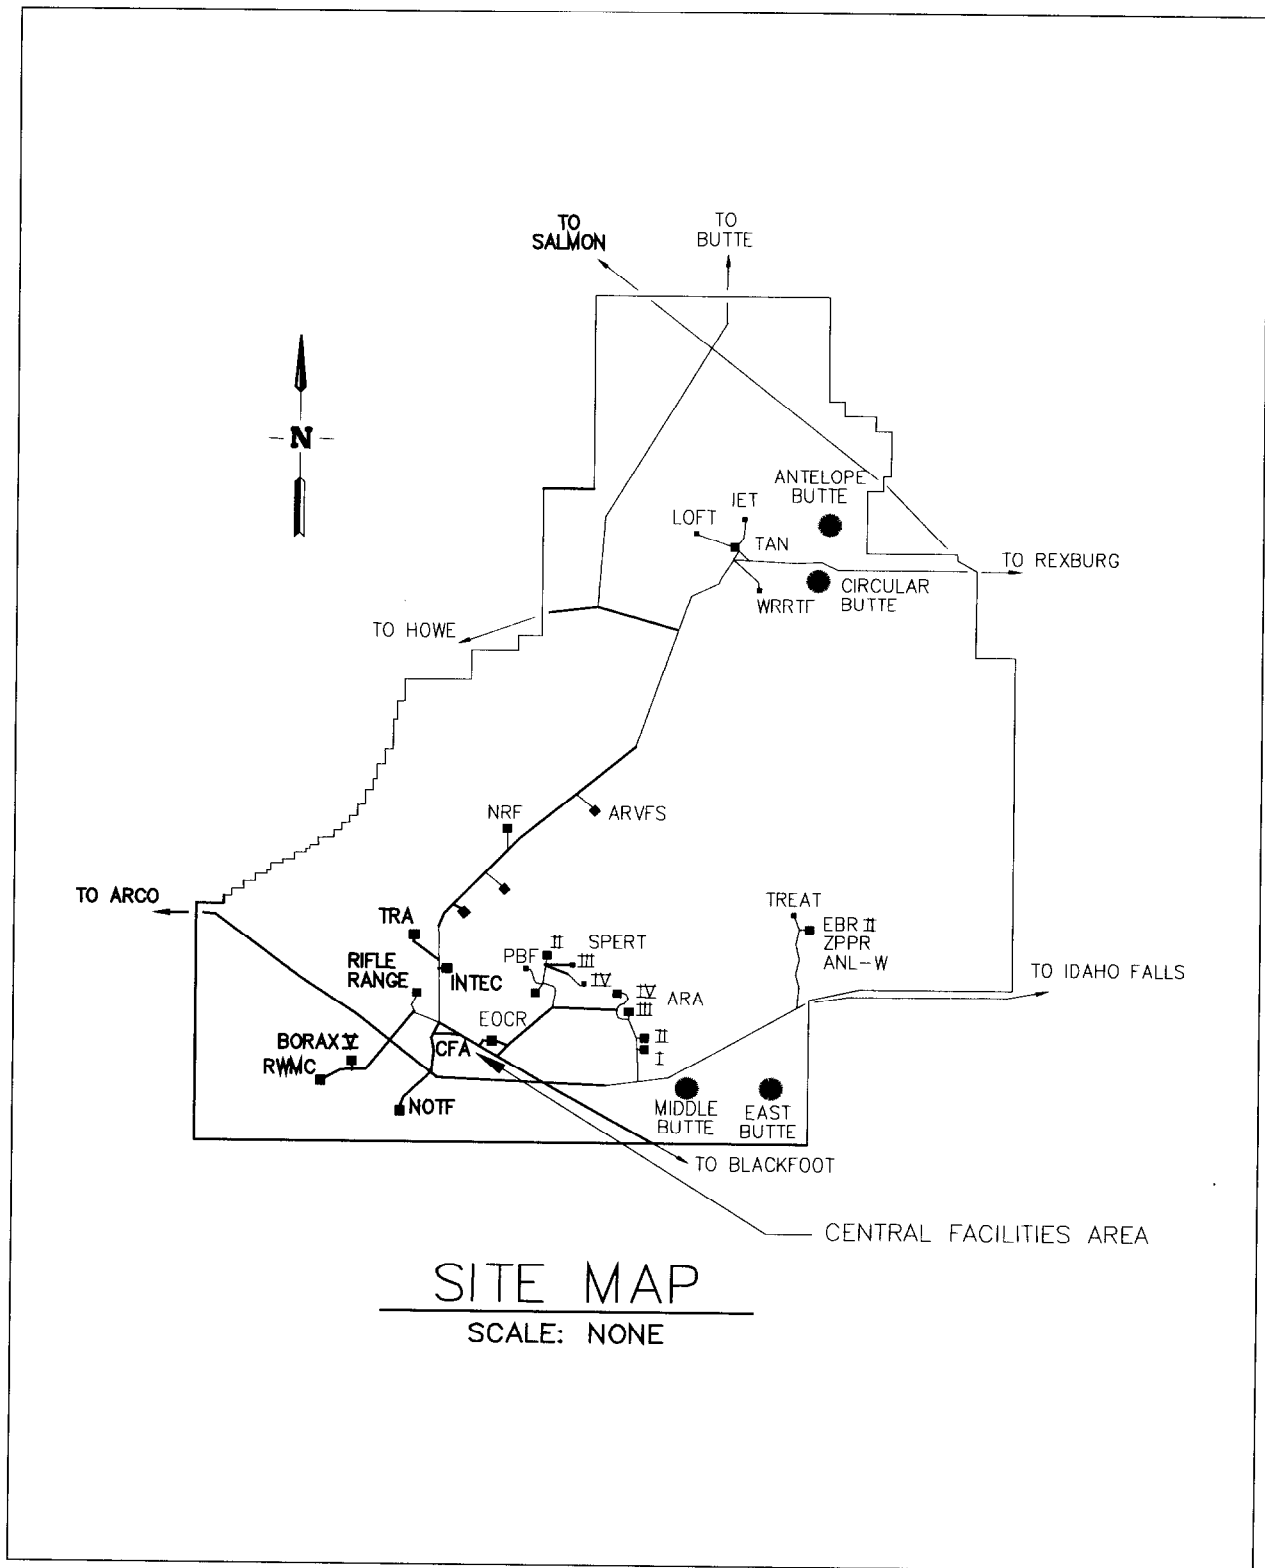 TO
SALMON
TO
BUTTE
N
ANTELOPE
BUTTE
IET
LOFT
TAN
TO REXBURG
CIRCULAR
BUTTE
WRRTF
TO HOWE
NRF
ARVFS
TO ARCO
TREAT
TRA
EBR II
ZPPR
ANL-W
II
SPERT
PBF
III
RIFLE
RANGE
INTEC
IV
TO IDAHO FALLS
IV
ARA
III
EOCR
BORAX V
CFA
II
I
RWMC
NOTF
MIDDLE
BUTTE
EAST
BUTTE
TO BLACKFOOT
CENTRAL FACILITIES AREA
SITE MAP
SCALE: NONE